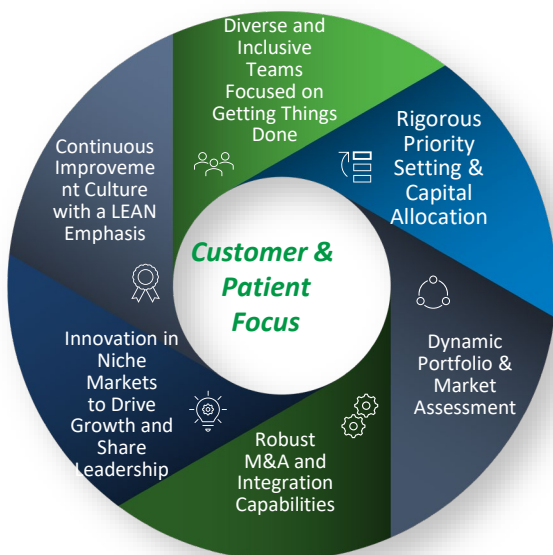 Diverse and
Inclusive
Teams
Focused on
Getting Things
Done
Rigorous
Priority
Setting &
Capital
Allocation
Dynamic
Portfolio &
Market
Assessment
Robust
M&A and
Integration
Capabilities
Innovation in
Niche
Markets
to Drive
Growth and
Share
Leadership
Continuous
Improveme
nt Culture
with a LEAN
Emphasis
Customer &
Patient
Focus